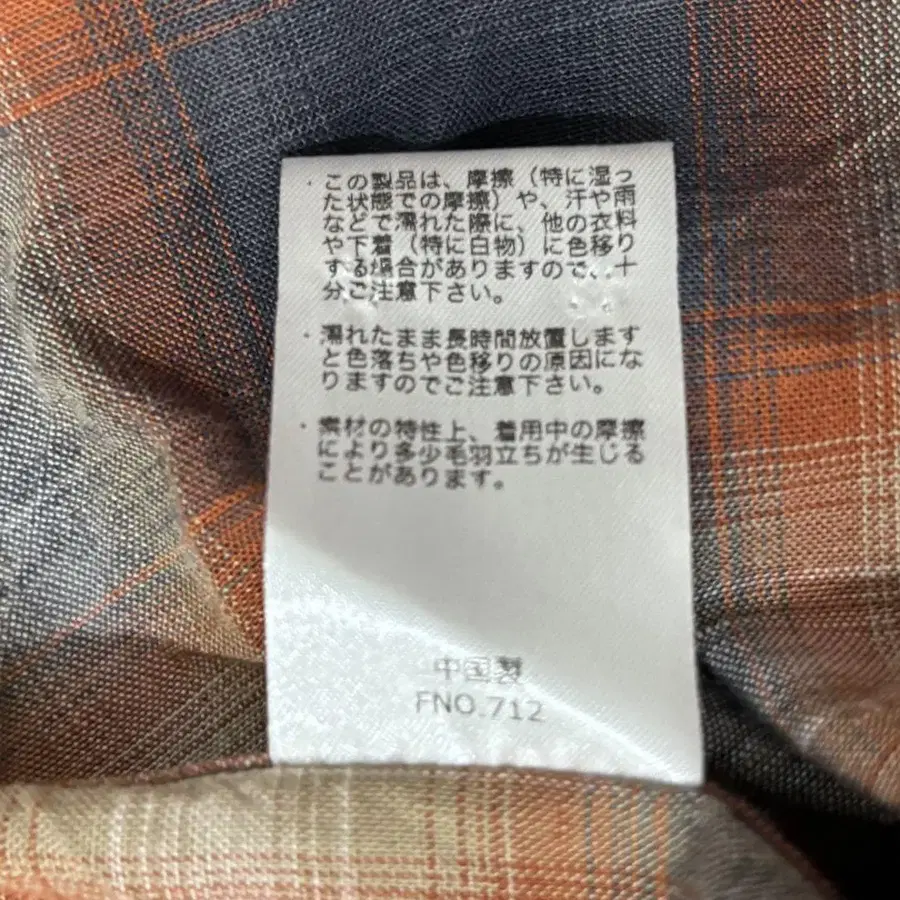 ・この製品は、摩擦（特に湿っ
た状態での摩擦）や、汗や雨
などで濡れた際に、他の衣料
や下着（特に白物）に色移り
する場合がありますので、十
分ご注意下さい。
・濡れたまま長時間放置します
と色落ちや色移りの原因にな
りますのでご注意下さい。
・素材の特性上、着用中の摩擦
により多少毛羽立ちが生じる
ことがあります。
中国製
FNO.712